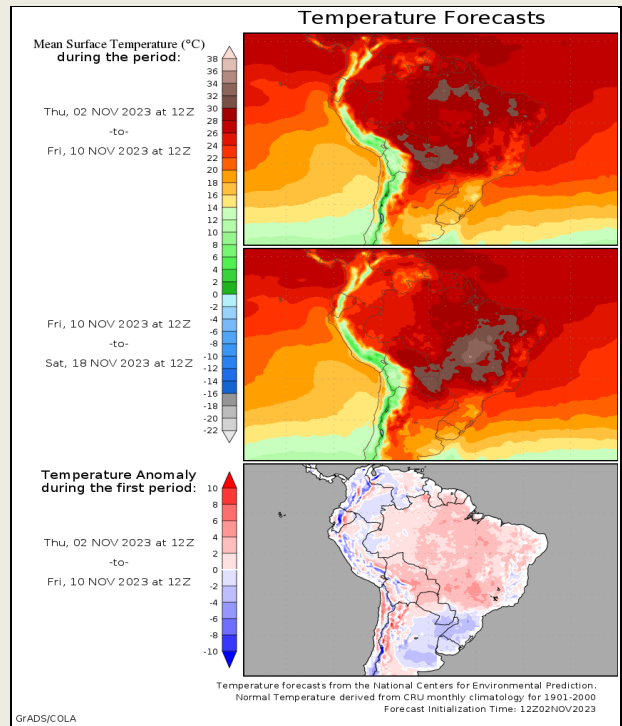 Temperature Forecasts
Mean Surface Temperature (°C)
during the period:
Thu, 02 NOV 2023 at 12Z
-to-
Fri, 10 NOV 2023 at 12Z
Fri, 10 NOV 2023 at 12Z
-to-
Sat, 18 NOV 2023 at 12Z
38
36
34
32
30
28
26
24
22
20
18
16
14
12
10
8
6
4
2
0
-2
-4
-6
-8
-10
-12
-14
-16
-18
-20
-22
Temperature Anomaly
during the first period:
Thu, 02 NOV 2023 at 12Z
-to-
Fri, 10 NOV 2023 at 12Z
10
8
6
4
2
0
-2
-4
-6
-8
-10
Temperature forecasts from the National Centers for Environmental Prediction.
Normal Temperature derived from CRU monthly climatology for 1901-2000
Forecast Initialization Time: 12Z02NOV2023
GrADS/COLA